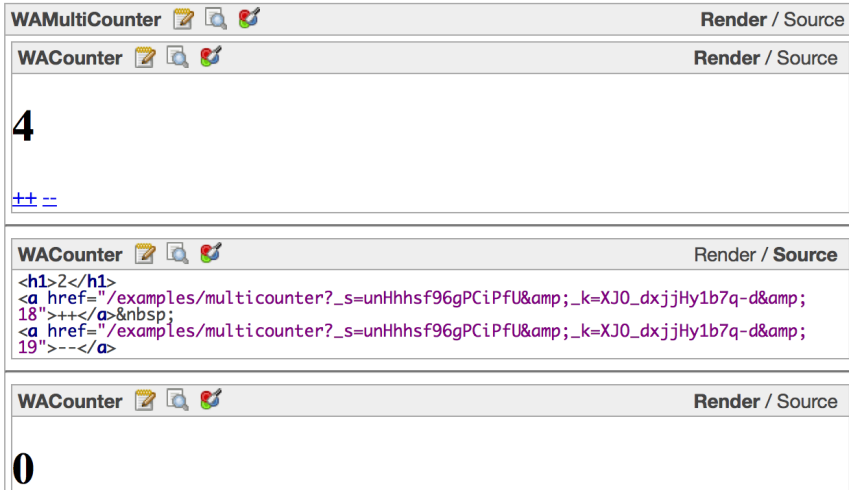 WAMultiCounter Render / Source
WACounter Render / Source
4
++ --
WACounter Render / Source
<h1>2</h1>
<a href="/examples/multicounter?_s=unHhhsf96gPCiPfU&amp;_k=XJO_dxjjHy1b7q-d&amp;
18">++</a>&nbsp;
<a href="/examples/multicounter?_s=unHhhsf96gPCiPfU&amp;_k=XJO_dxjjHy1b7q-d&amp;
19">--</a>
WACounter Render / Source
0